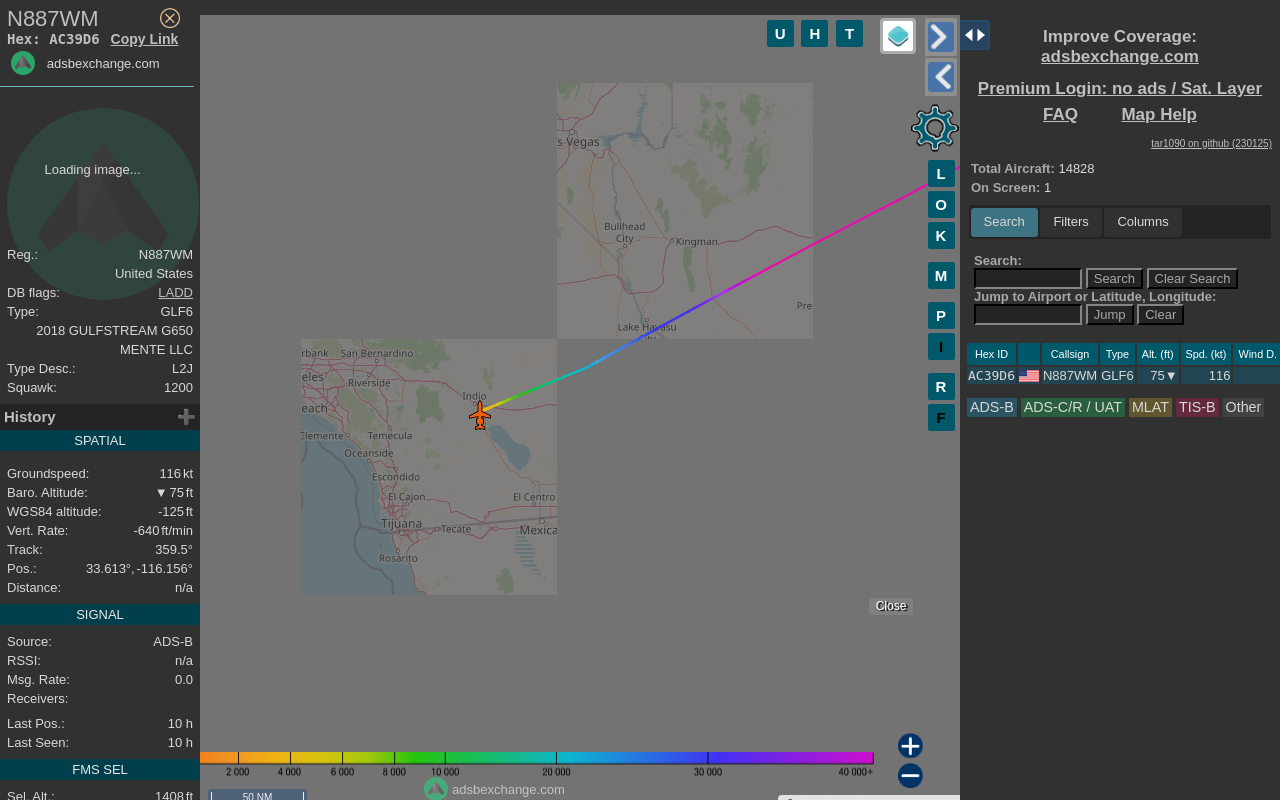 N887WM
Hex: AC39D6 Copy Link
adsbexchange.com
Loading image...
Reg.: N887WM
United States
DB flags: LADD
Type: GLF6
2018 GULFSTREAM G650
MENTE LLC
Type Desc.: L2J
Squawk: 1200
History
SPATIAL
Groundspeed: 116 kt
Baro. Altitude: ▼ 75 ft
WGS84 altitude: -125 ft
Vert. Rate: -640 ft/min
Track: 359.5°
Pos.: 33.613°, -116.156°
Distance: n/a
SIGNAL
Source: ADS-B
RSSI: n/a
Msg. Rate: 0.0
Receivers:
Last Pos.: 10 h
Last Seen: 10 h
FMS SEL
Sel. Alt.: 1408 ft
U H T
L
O
K
M
P
I
R
F
s Vegas
Bullhead
City
Kingman
Pre
Lake Havasu
City
rbank San Bernardino
eles
Riverside
Indio
each
Clemente Temecula
Oceanside
Escondido
El Cajon El Centro
Tijuana Tecate Mexica
Rosarito
Close
2 000 4 000 6 000 8 000 10 000 20 000 30 000 40 000+
adsbexchange.com
50 NM
Improve Coverage:
adsbexchange.com
Premium Login: no ads / Sat. Layer
FAQ Map Help
tar1090 on github (230125)
Total Aircraft: 14828
On Screen: 1
Search Filters Columns
Search:
Search Clear Search
Jump to Airport or Latitude, Longitude:
Jump Clear
Hex ID Callsign Type Alt. (ft) Spd. (kt) Wind D.
AC39D6 N887WM GLF6 75▼ 116
ADS-B ADS-C/R / UAT MLAT TIS-B Other